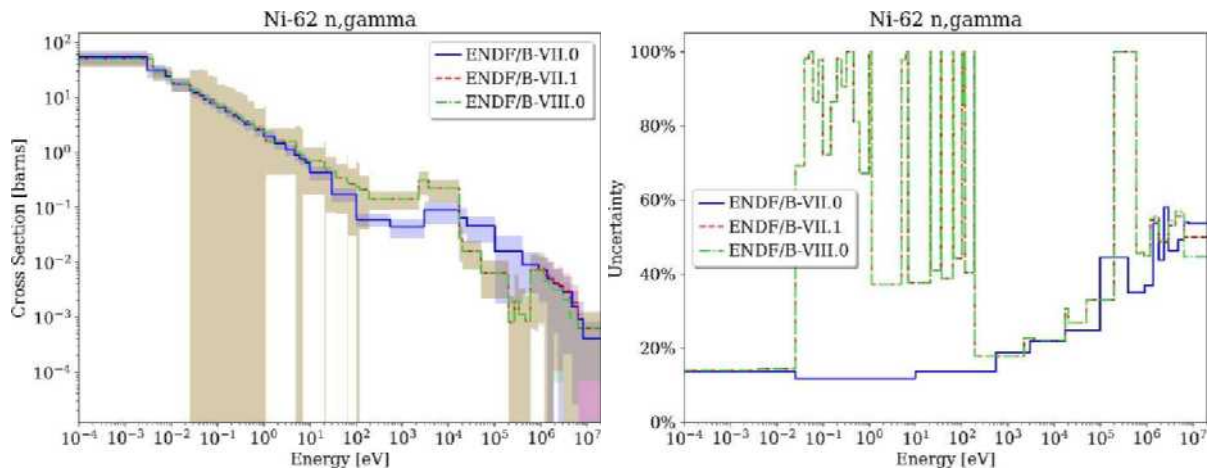 Ni-62 n,gamma
10²
10¹
10⁰
10⁻¹
10⁻²
10⁻³
10⁻⁴
Cross Section [barns]
ENDF/B-VII.0
ENDF/B-VII.1
ENDF/B-VIII.0
10⁻⁴ 10⁻³ 10⁻² 10⁻¹ 10⁰ 10¹ 10² 10³ 10⁴ 10⁵ 10⁶ 10⁷
Energy [eV]
Ni-62 n,gamma
100%
80%
60%
40%
20%
0%
Uncertainty
ENDF/B-VII.0
ENDF/B-VII.1
ENDF/B-VIII.0
10⁻⁴ 10⁻³ 10⁻² 10⁻¹ 10⁰ 10¹ 10² 10³ 10⁴ 10⁵ 10⁶ 10⁷
Energy [eV]